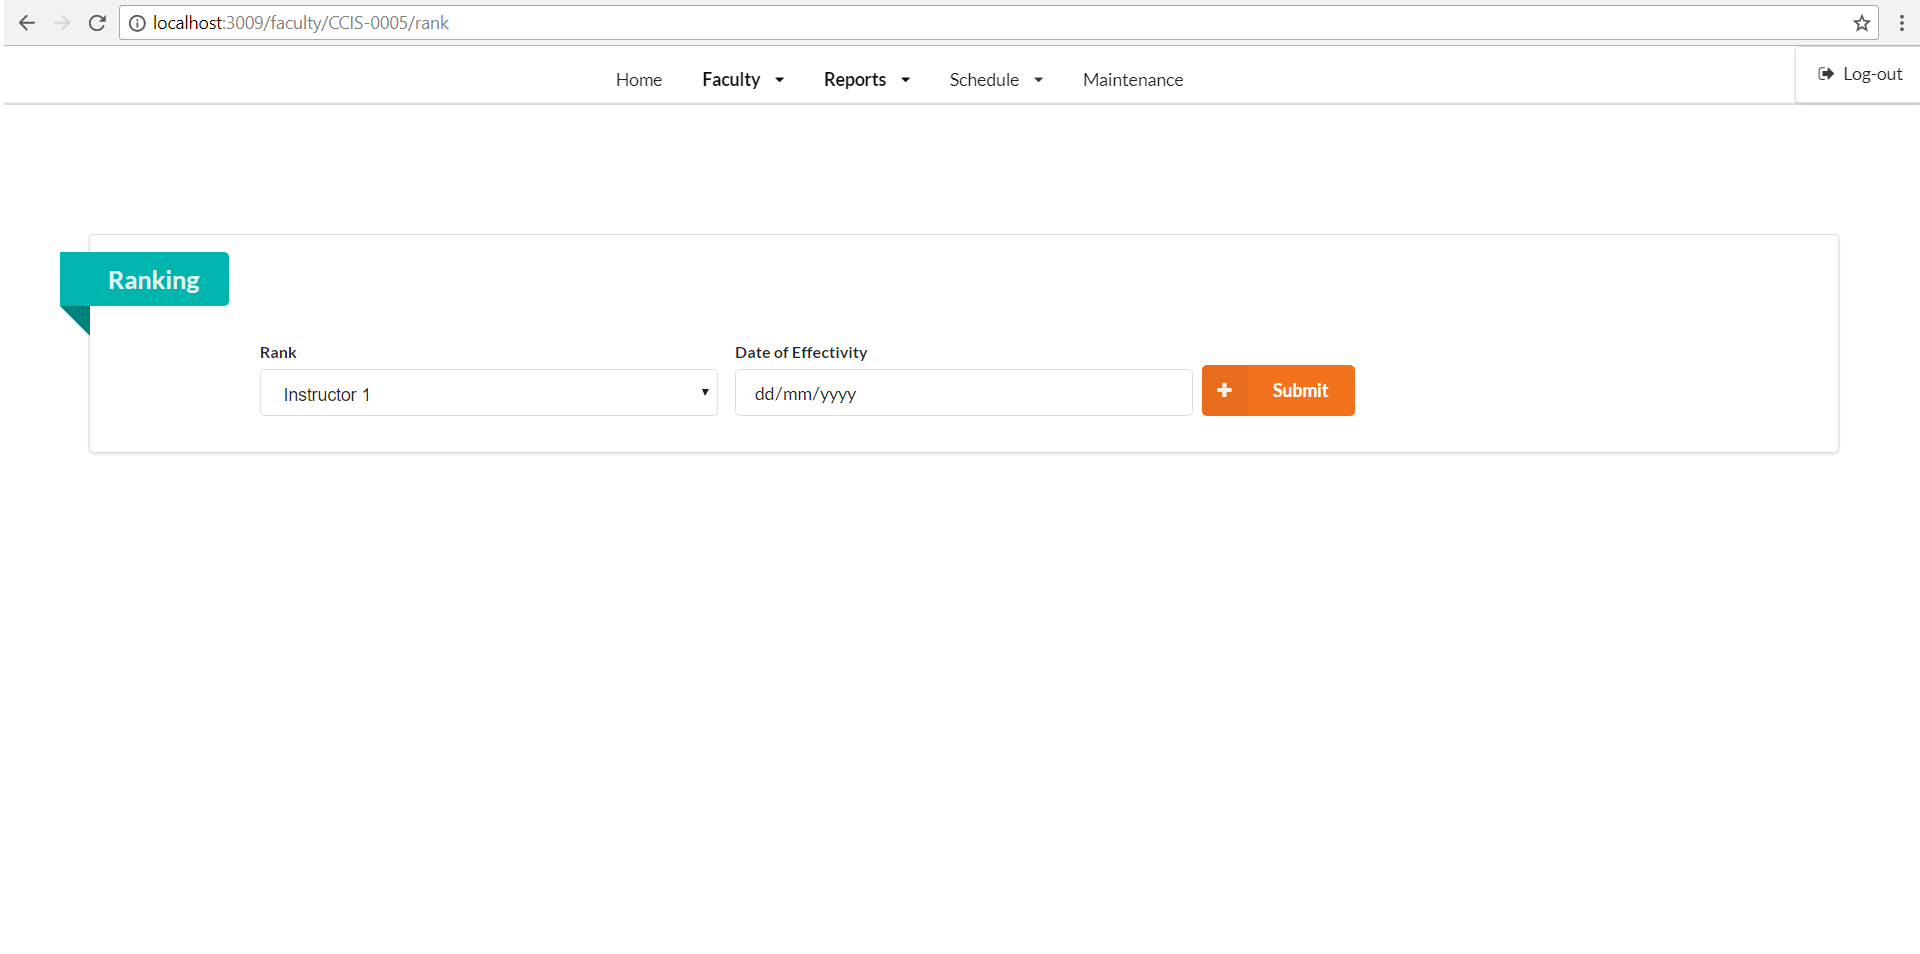 localhost:3009/faculty/CCIS-0005/rank
Home Faculty Reports Schedule Maintenance Log-out
Ranking
Rank Date of Effectivity
Instructor 1 dd/mm/yyyy Submit